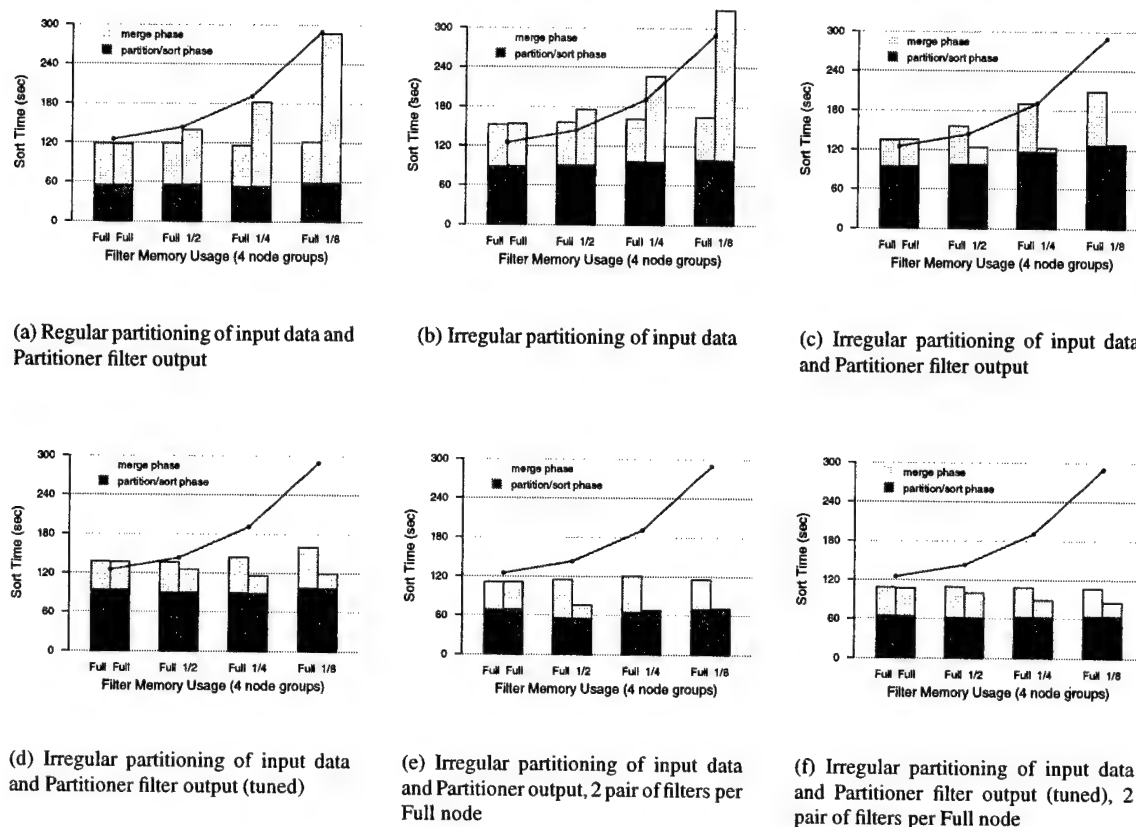 300
240
180
120
60
0
Sort Time (sec)
merge phase
partition/sort phase
Full Full
Full 1/2
Full 1/4
Full 1/8
Filter Memory Usage (4 node groups)
(a) Regular partitioning of input data and
Partitioner filter output
300
240
180
120
60
0
Sort Time (sec)
merge phase
partition/sort phase
Full Full
Full 1/2
Full 1/4
Full 1/8
Filter Memory Usage (4 node groups)
(b) Irregular partitioning of input data
300
240
180
120
60
0
Sort Time (sec)
merge phase
partition/sort phase
Full Full
Full 1/2
Full 1/4
Full 1/8
Filter Memory Usage (4 node groups)
(c) Irregular partitioning of input data
and Partitioner filter output
300
240
180
120
60
0
Sort Time (sec)
merge phase
partition/sort phase
Full Full
Full 1/2
Full 1/4
Full 1/8
Filter Memory Usage (4 node groups)
(d) Irregular partitioning of input data
and Partitioner filter output (tuned)
300
240
180
120
60
0
Sort Time (sec)
merge phase
partition/sort phase
Full Full
Full 1/2
Full 1/4
Full 1/8
Filter Memory Usage (4 node groups)
(e) Irregular partitioning of input data
and Partitioner output, 2 pair of filters per
Full node
300
240
180
120
60
0
Sort Time (sec)
merge phase
partition/sort phase
Full Full
Full 1/2
Full 1/4
Full 1/8
Filter Memory Usage (4 node groups)
(f) Irregular partitioning of input data
and Partitioner filter output (tuned), 2
pair of filters per Full node